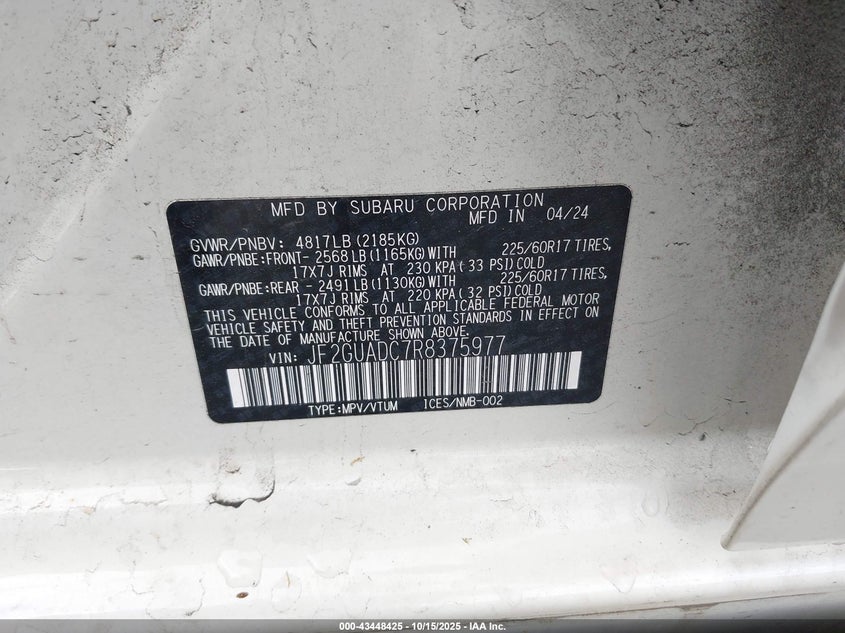 MFD BY SUBARU CORPORATION
MFD IN 04/24
GVWR/PNBV: 4817LB (2185KG)
GAWR/PNBE:FRONT- 2568LB (1165KG) WITH 225/60R17 TIRES,
17X7J RIMS AT 230 KPA (33 PSI) COLD
GAWR/PNBE:REAR - 2491LB (1130KG) WITH 225/60R17 TIRES,
17X7J RIMS AT 220 KPA (32 PSI) COLD
THIS VEHICLE CONFORMS TO ALL APPLICABLE FEDERAL MOTOR
VEHICLE SAFETY AND THEFT PREVENTION STANDARDS IN EFFECT ON
THE DATE OF MANUFACTURE SHOWN ABOVE.
VIN: JF2GUADC7R8375977
TYPE:MPV/VTUM ICES/NMB-002
000-43448425 - 10/15/2025 - IAA Inc.